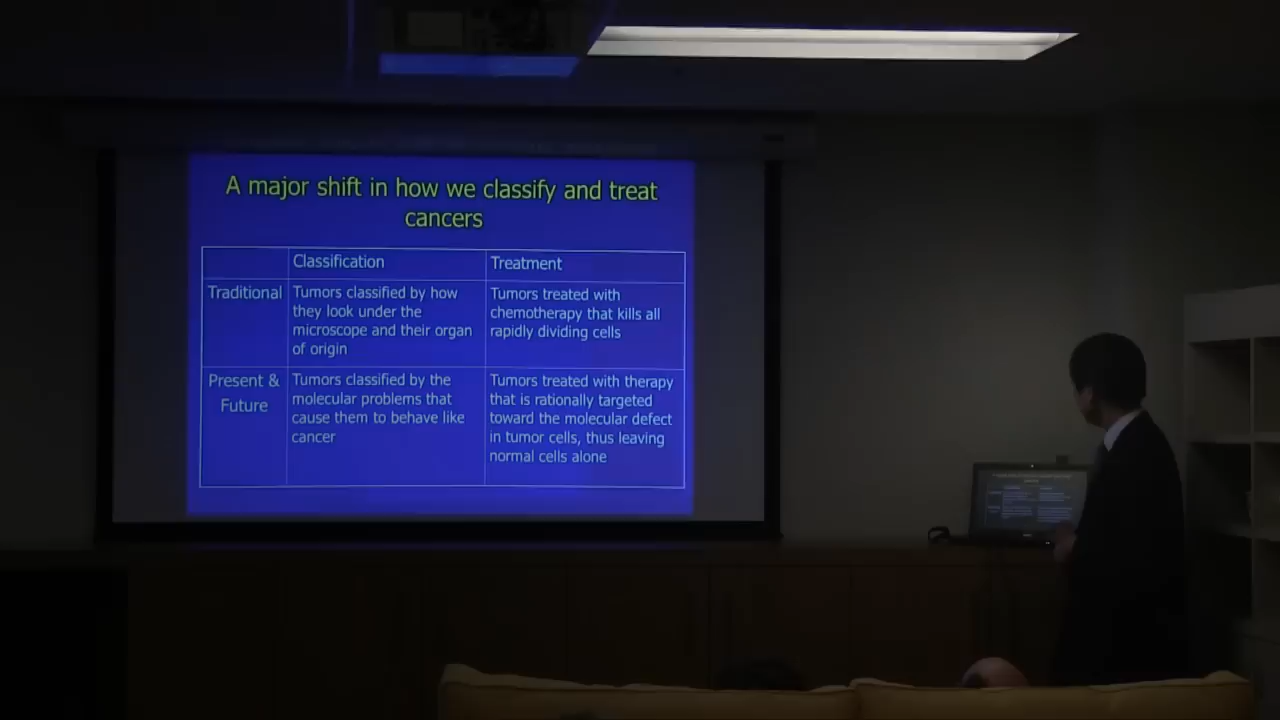 A major shift in how we classify and treat
cancers
Classification
Treatment
Traditional
Tumors classified by how
they look under the
microscope and their organ
of origin
Tumors treated with
chemotherapy that kills all
rapidly dividing cells
Present &
Future
Tumors classified by the
molecular problems that
cause them to behave like
cancer
Tumors treated with therapy
that is rationally targeted
toward the molecular defect
in tumor cells, thus leaving
normal cells alone